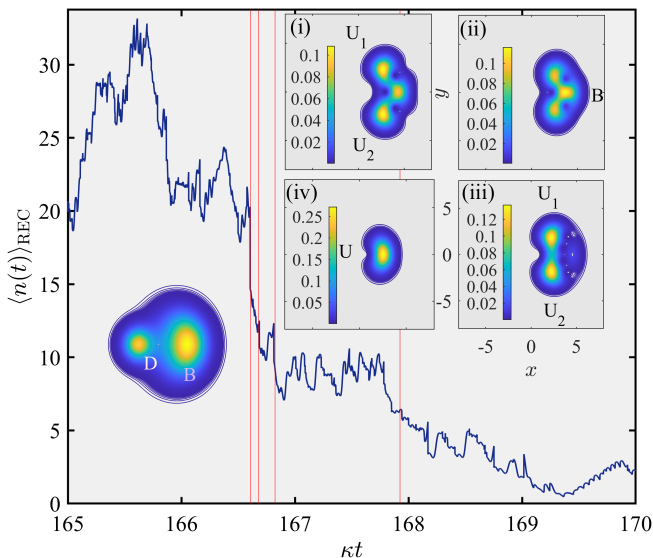 (i)
U1
0.1
0.08
0.06
0.04
0.02
U2
y
(ii)
0.1
0.08
0.06
0.04
0.02
B
(iv)
0.25
0.2
0.15
0.1
0.05
U
(iii)
U1
0.12
0.1
0.08
0.06
0.04
0.02
U2
5
0
-5
-5
0
5
x
D
B
⟨n(t)⟩REC
30
25
20
15
10
5
0
165
166
167
168
169
170
κt